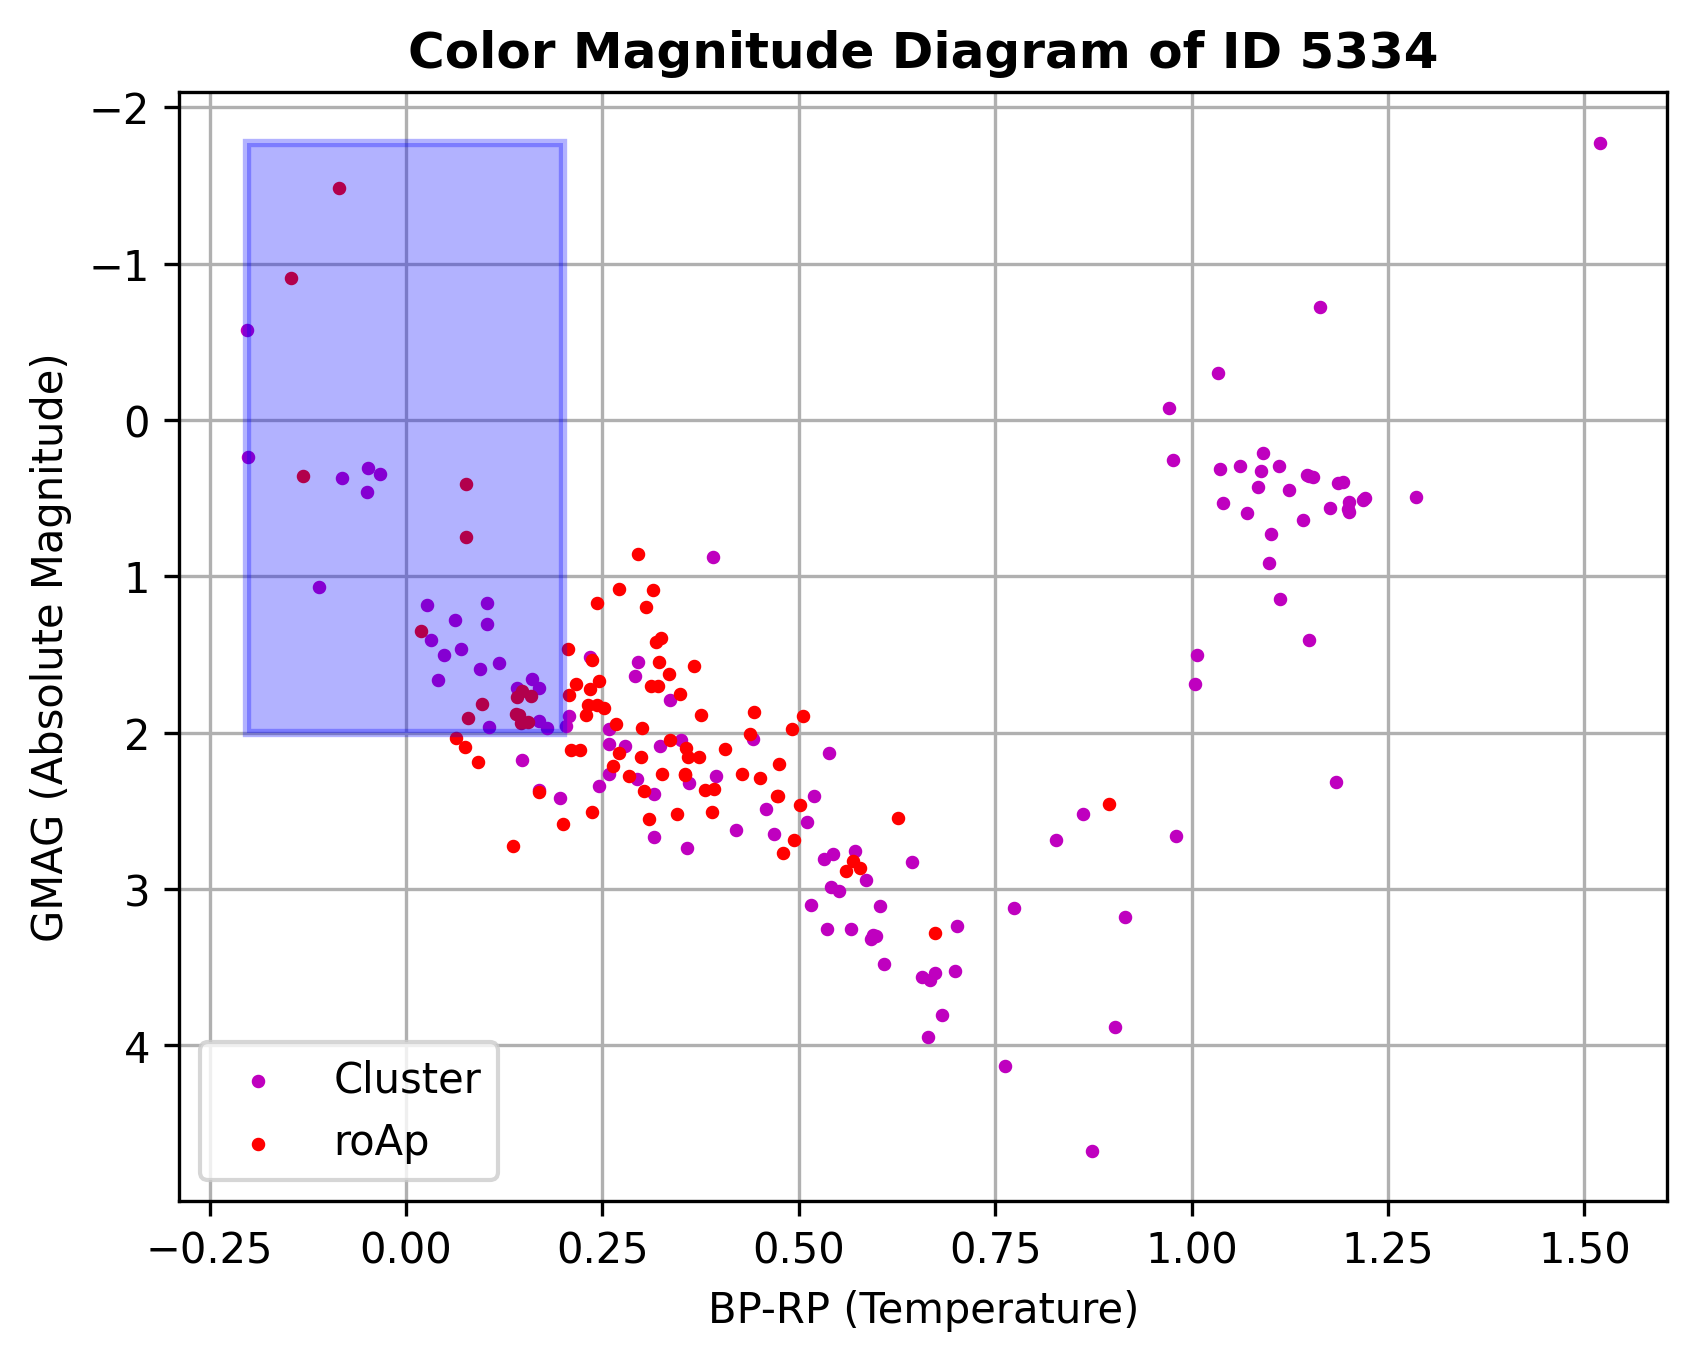 Color Magnitude Diagram of ID 5334
−2
−1
0
1
2
3
4
GMAG (Absolute Magnitude)
Cluster
roAp
−0.25 0.00 0.25 0.50 0.75 1.00 1.25 1.50
BP-RP (Temperature)